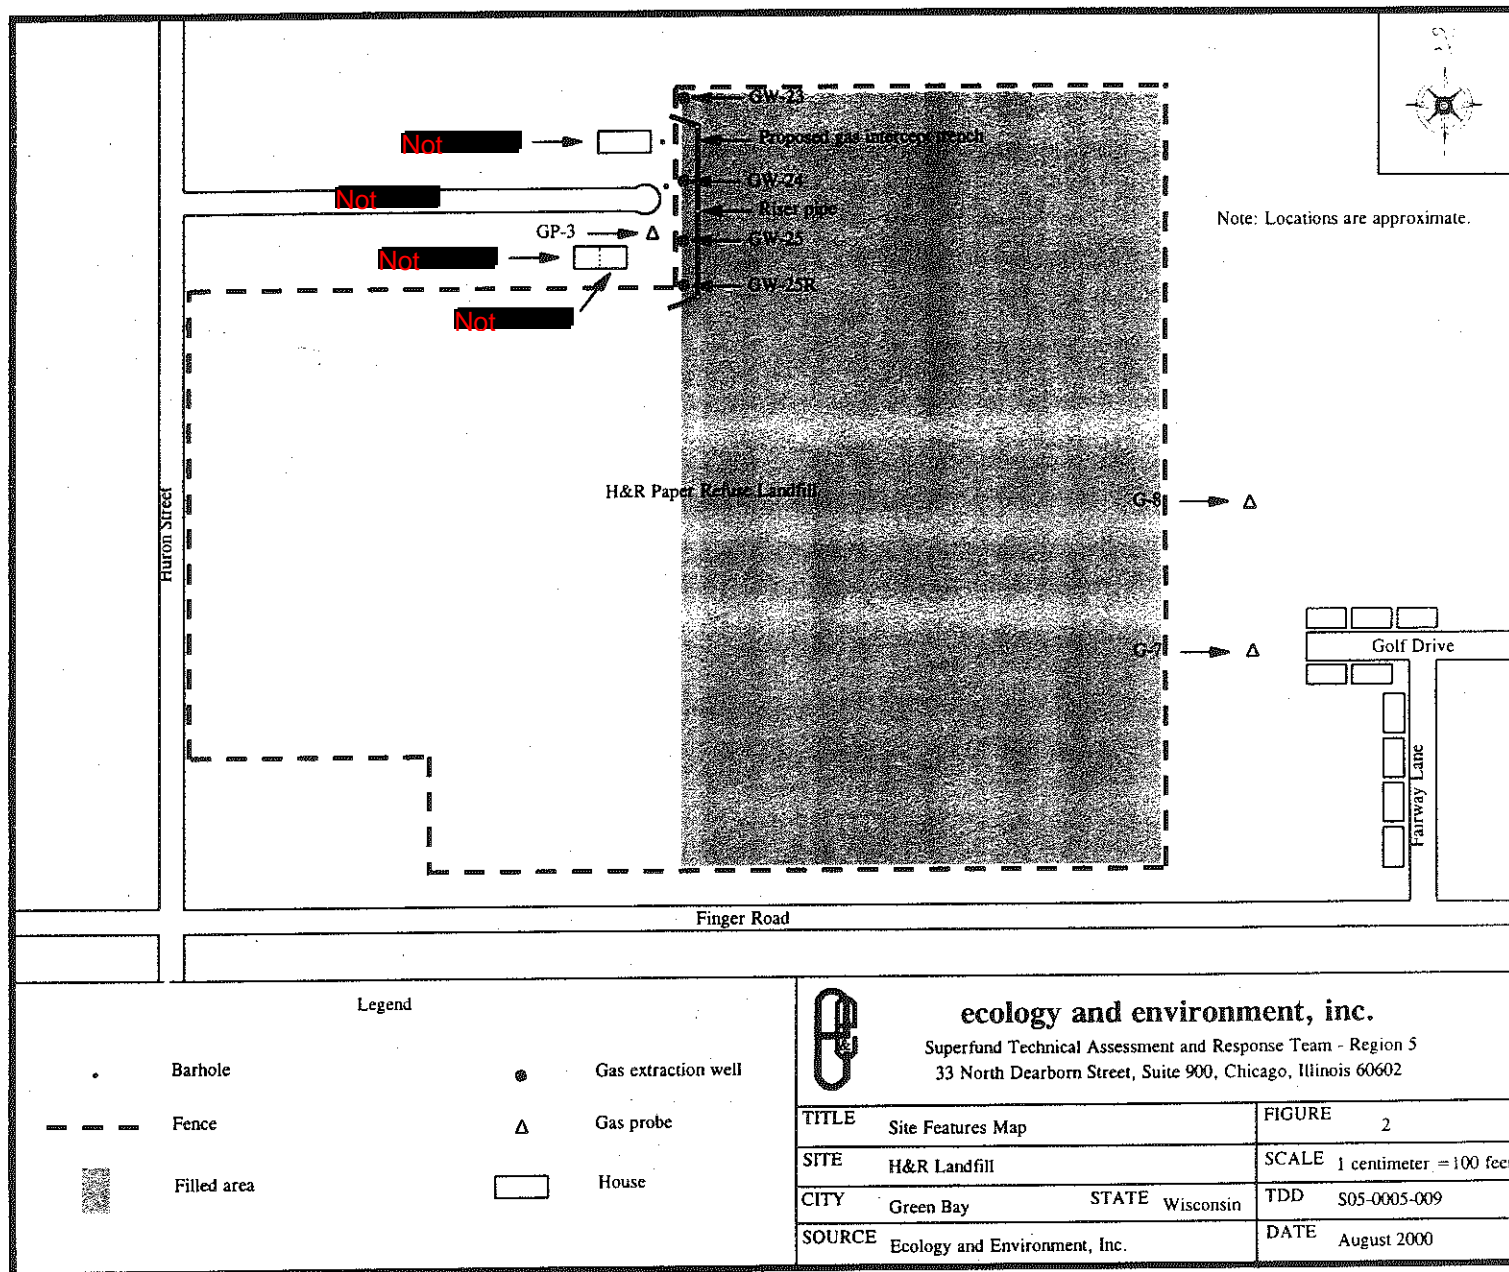 GW-23
Not
Proposed gas intercept trench
Not
GW-24
Riser pipe
Note: Locations are approximate.
GP-3
GW-25
Not
GW-25R
Not
Huron Street
H&R Paper Refuse Landfill
G-8
G-7
Golf Drive
Fairway Lane
Finger Road
Legend
Barhole
Gas extraction well
Fence
Gas probe
Filled area
House
ecology and environment, inc.
Superfund Technical Assessment and Response Team - Region 5
33 North Dearborn Street, Suite 900, Chicago, Illinois 60602
TITLE Site Features Map
FIGURE 2
SITE H&R Landfill
SCALE 1 centimeter = 100 feet
CITY Green Bay STATE Wisconsin
TDD S05-0005-009
SOURCE Ecology and Environment, Inc.
DATE August 2000